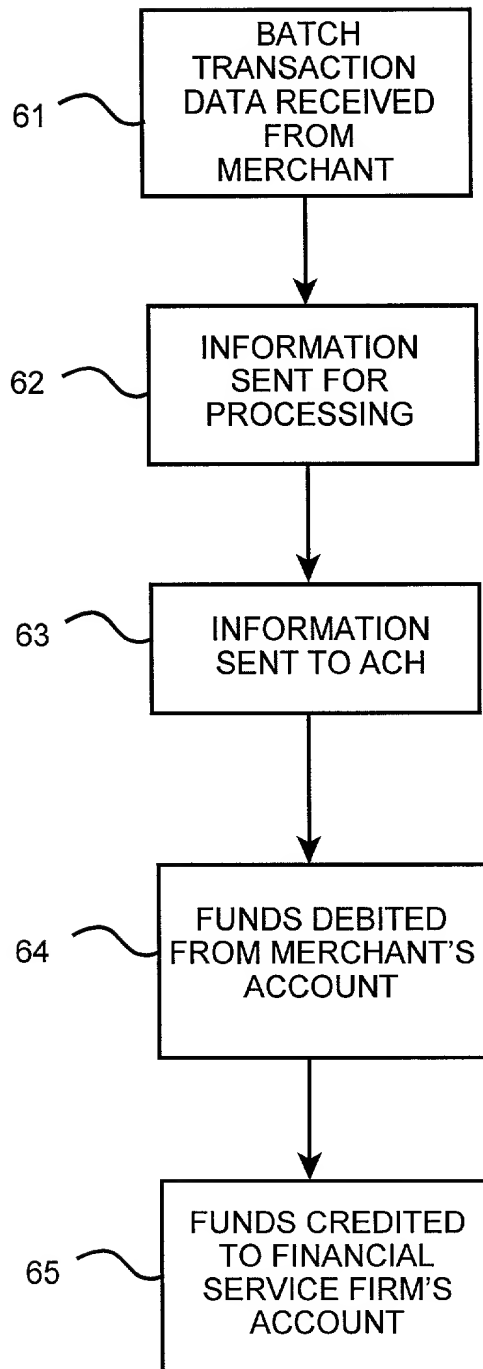 BATCH
TRANSACTION
DATA RECEIVED
FROM
MERCHANT
61
INFORMATION
SENT FOR
PROCESSING
62
INFORMATION
SENT TO ACH
63
FUNDS DEBITED
FROM MERCHANT'S
ACCOUNT
64
FUNDS CREDITED
TO FINANCIAL
SERVICE FIRM'S
ACCOUNT
65